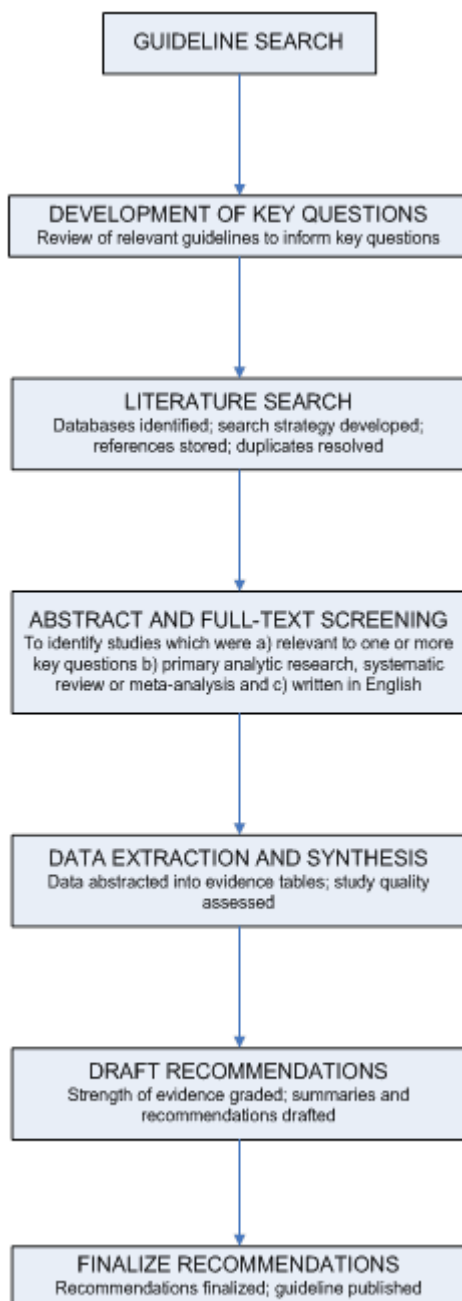 GUIDELINE SEARCH
DEVELOPMENT OF KEY QUESTIONS
Review of relevant guidelines to inform key questions
LITERATURE SEARCH
Databases identified; search strategy developed;
references stored; duplicates resolved
ABSTRACT AND FULL-TEXT SCREENING
To identify studies which were a) relevant to one or more
key questions b) primary analytic research, systematic
review or meta-analysis and c) written in English
DATA EXTRACTION AND SYNTHESIS
Data abstracted into evidence tables; study quality
assessed
DRAFT RECOMMENDATIONS
Strength of evidence graded; summaries and
recommendations drafted
FINALIZE RECOMMENDATIONS
Recommendations finalized; guideline published